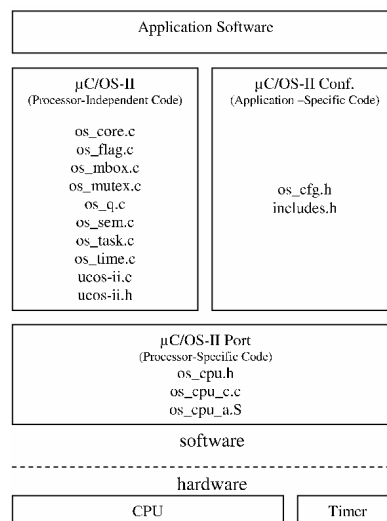 Application Software
μC/OS-II
(Processor-Independent Code)
os_core.c
os_flag.c
os_mbox.c
os_mutex.c
os_q.c
os_sem.c
os_task.c
os_time.c
ucos-ii.c
ucos-ii.h
μC/OS-II Conf.
(Application –Specific Code)
os_cfg.h
includes.h
μC/OS-II Port
(Processor-Specific Code)
os_cpu.h
os_cpu_c.c
os_cpu_a.S
software
hardware
CPU
Timer